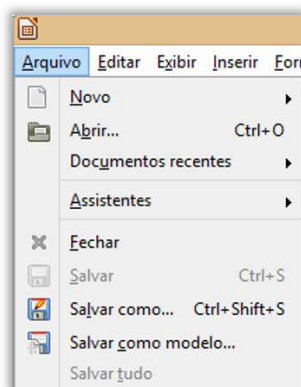 Arquivo Editar Exibir Inserir For
Novo
Abrir... Ctrl+O
Documentos recentes
Assistentes
Fechar
Salvar Ctrl+S
Salvar como... Ctrl+Shift+S
Salvar como modelo...
Salvar tudo